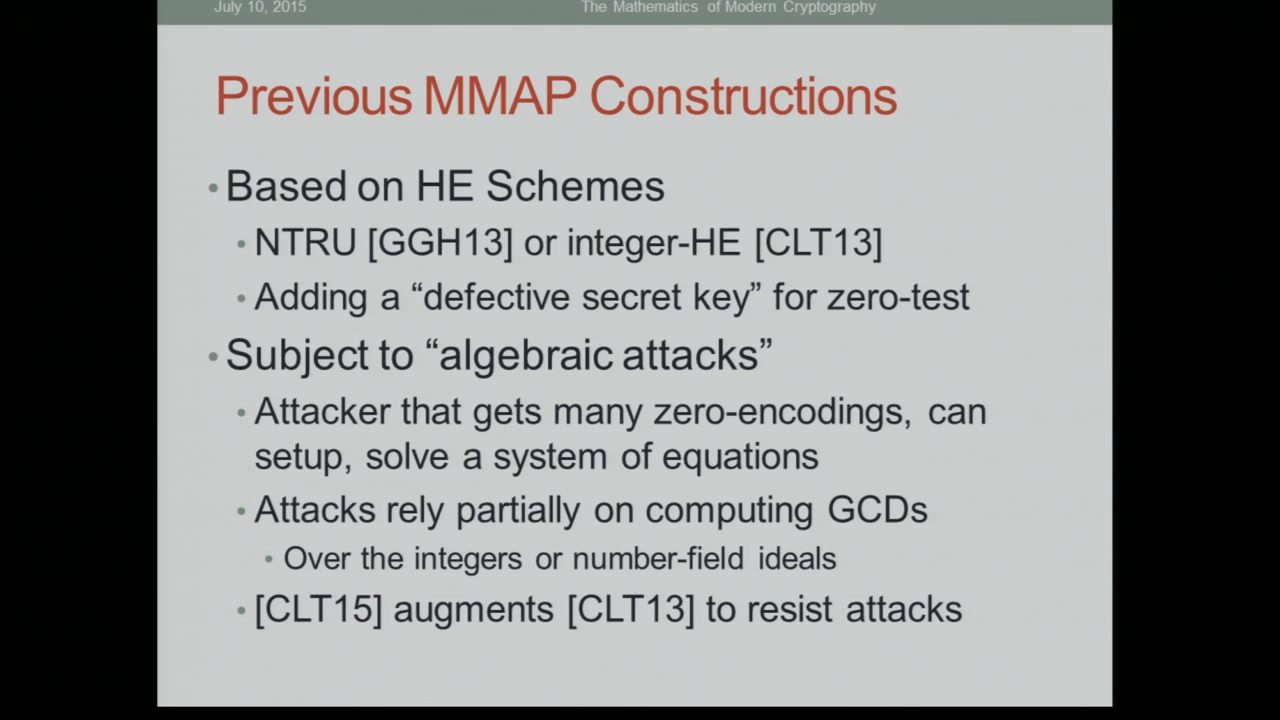 July 10, 2015 The Mathematics of Modern Cryptography
Previous MMAP Constructions
• Based on HE Schemes
• NTRU [GGH13] or integer-HE [CLT13]
• Adding a “defective secret key” for zero-test
• Subject to “algebraic attacks”
• Attacker that gets many zero-encodings, can
setup, solve a system of equations
• Attacks rely partially on computing GCDs
• Over the integers or number-field ideals
• [CLT15] augments [CLT13] to resist attacks